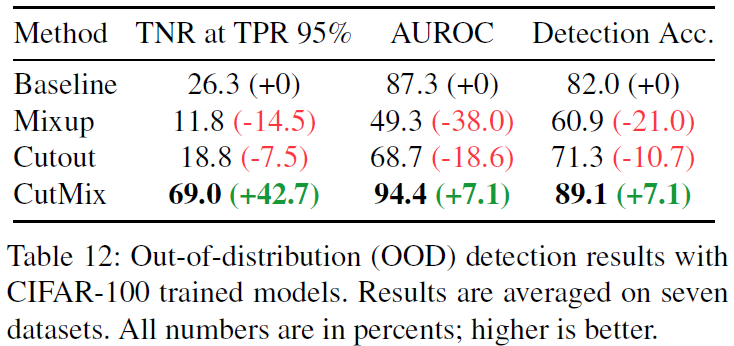 Method TNR at TPR 95% AUROC Detection Acc.
Baseline 26.3 (+0) 87.3 (+0) 82.0 (+0)
Mixup 11.8 (-14.5) 49.3 (-38.0) 60.9 (-21.0)
Cutout 18.8 (-7.5) 68.7 (-18.6) 71.3 (-10.7)
CutMix 69.0 (+42.7) 94.4 (+7.1) 89.1 (+7.1)
Table 12: Out-of-distribution (OOD) detection results with
CIFAR-100 trained models. Results are averaged on seven
datasets. All numbers are in percents; higher is better.